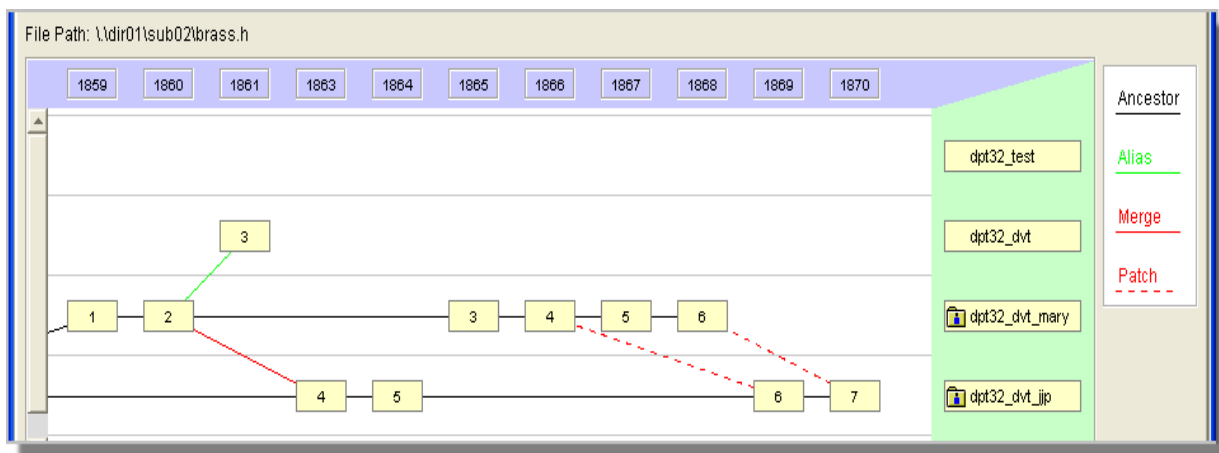 File Path: \.\dir01\sub02\brass.h
1859 1860 1861 1863 1864 1865 1866 1867 1868 1869 1870
Ancestor
dpt32_test
Alias
3
dpt32_dvt
Merge
Patch
1 2 3 4 5 6
dpt32_dvt_mary
4 5 6 7
dpt32_dvt_jjp